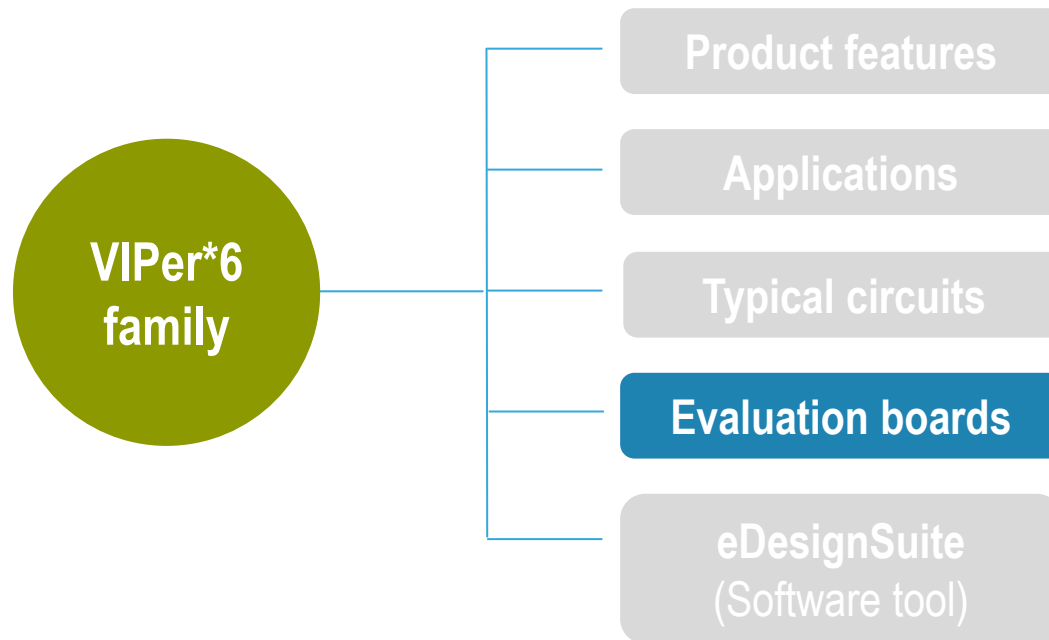 Product features
Applications
VIPer*6
family
Typical circuits
Evaluation boards
eDesignSuite
(Software tool)